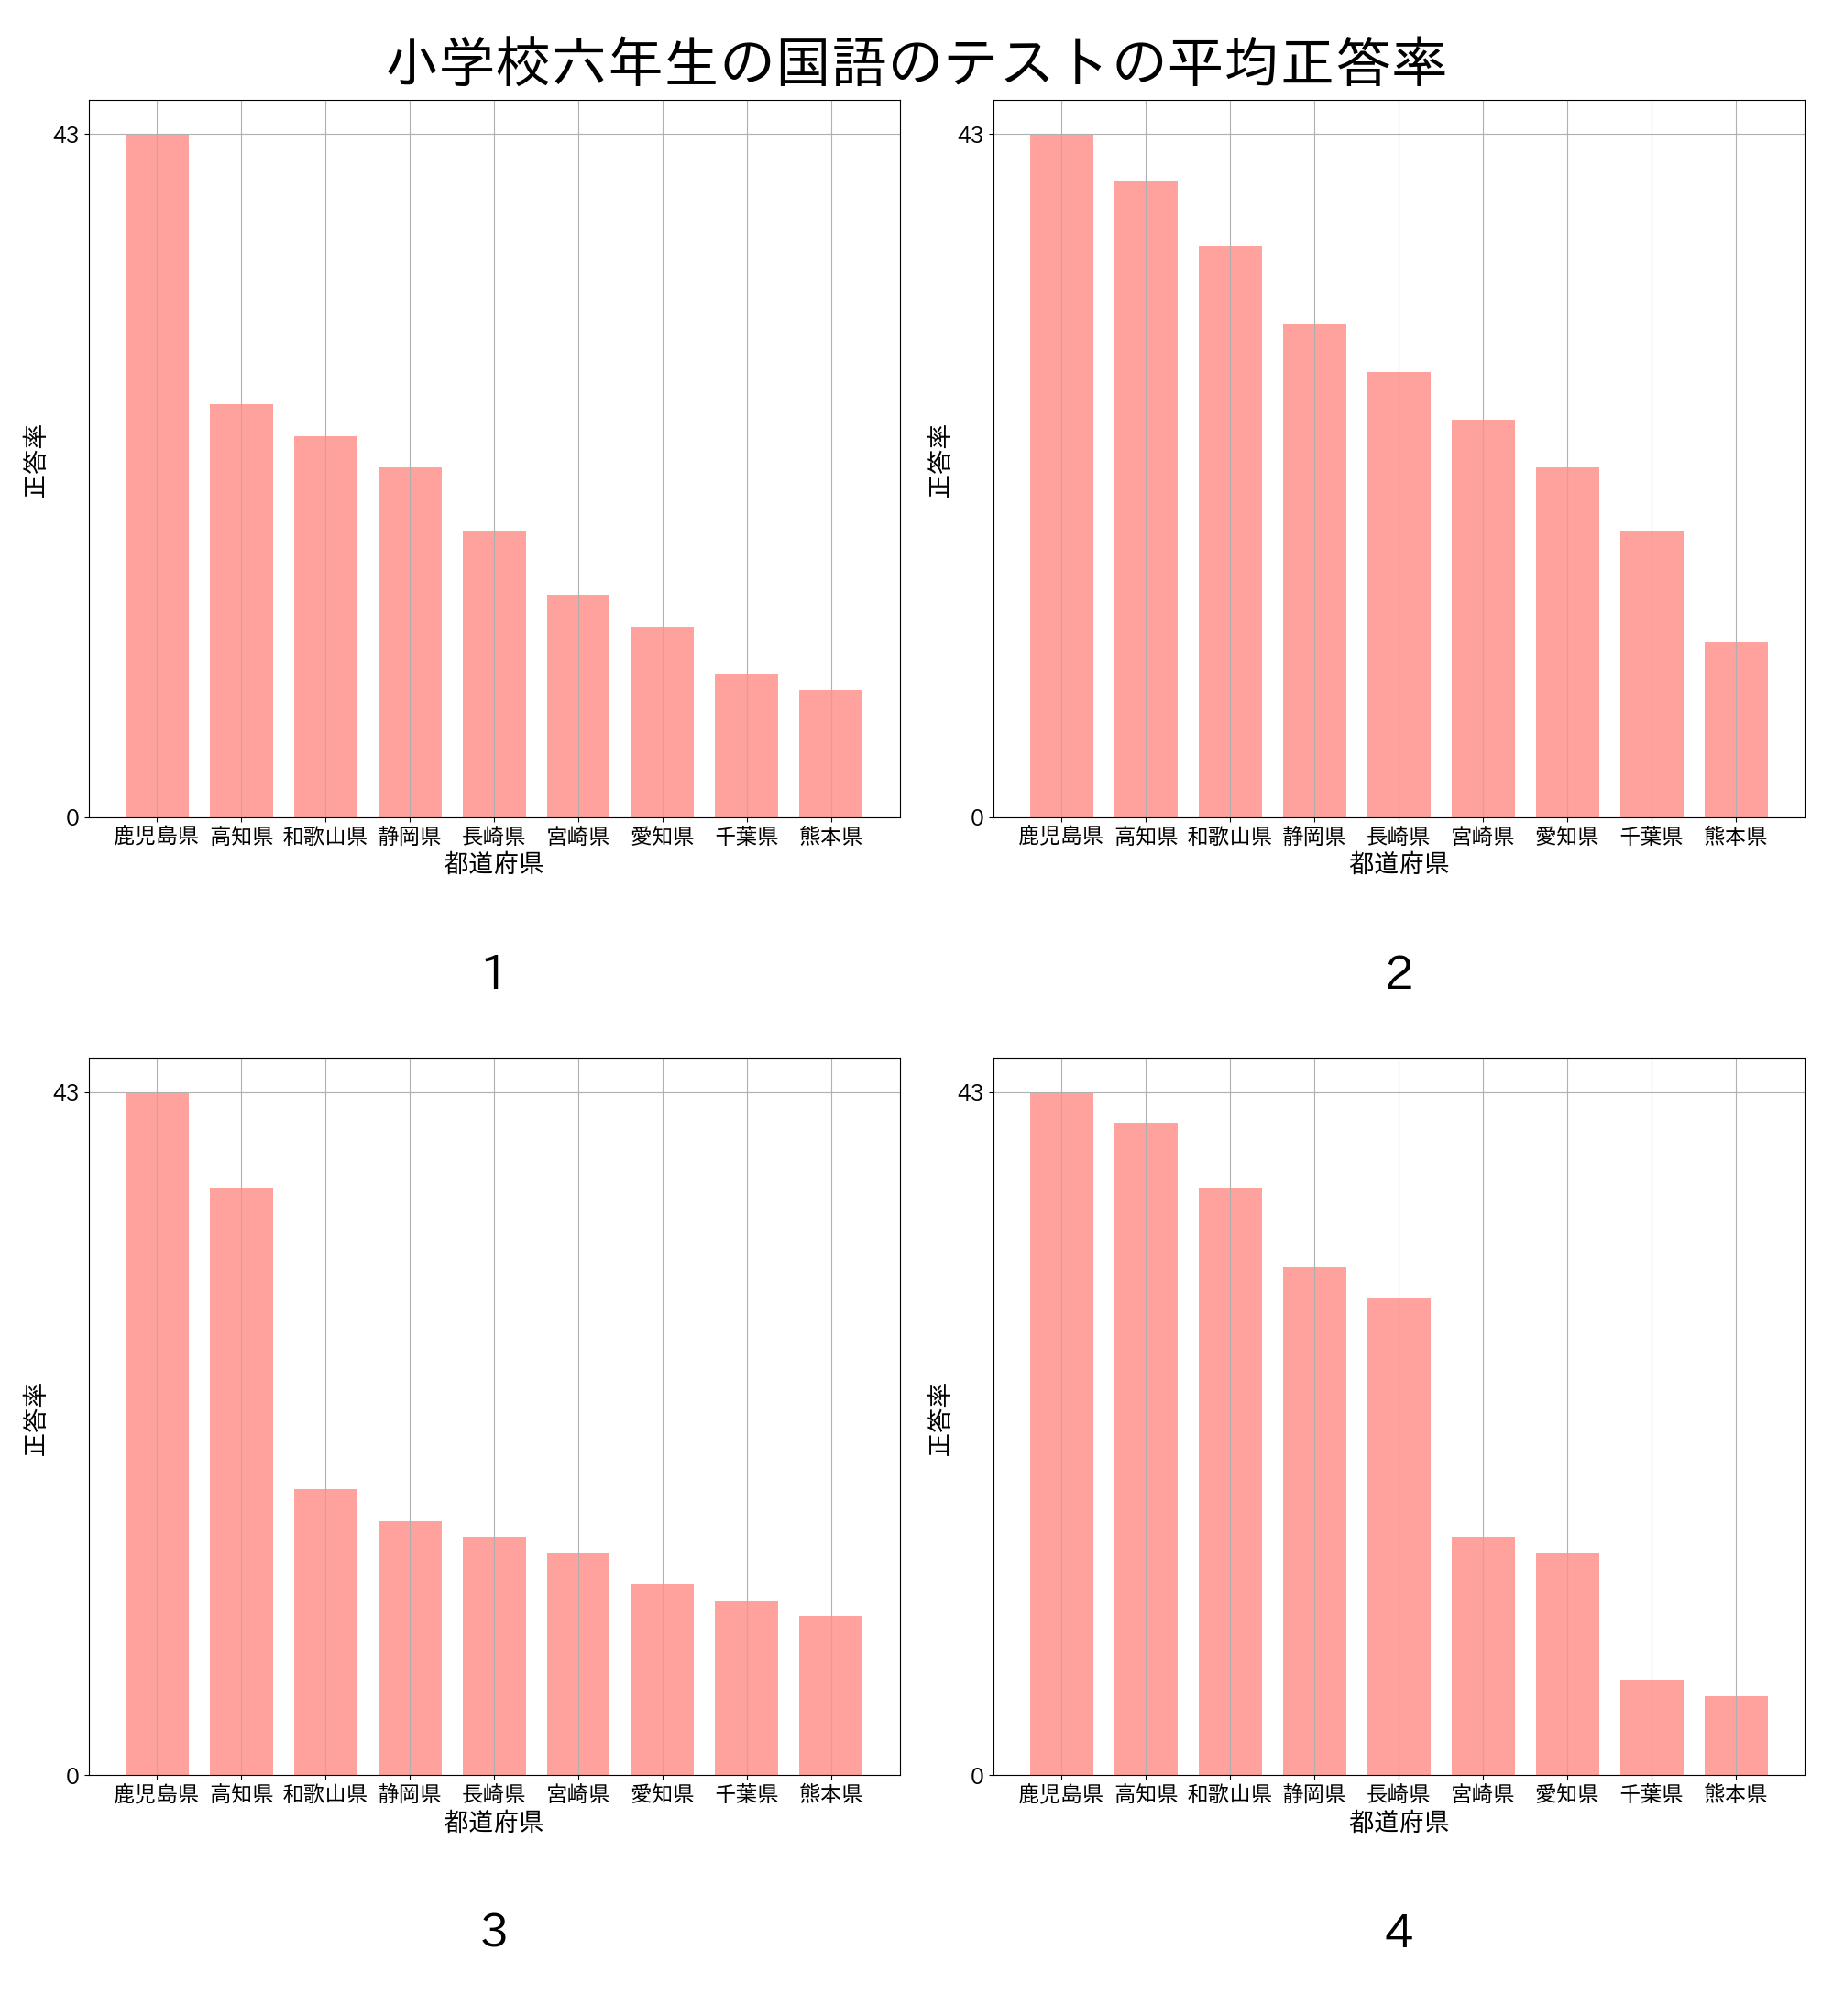 小学校六年生の国語のテストの平均正答率
43
0
正答率
鹿児島県 高知県 和歌山県 静岡県 長崎県 宮崎県 愛知県 千葉県 熊本県
都道府県
1
43
0
正答率
鹿児島県 高知県 和歌山県 静岡県 長崎県 宮崎県 愛知県 千葉県 熊本県
都道府県
2
43
0
正答率
鹿児島県 高知県 和歌山県 静岡県 長崎県 宮崎県 愛知県 千葉県 熊本県
都道府県
3
43
0
正答率
鹿児島県 高知県 和歌山県 静岡県 長崎県 宮崎県 愛知県 千葉県 熊本県
都道府県
4